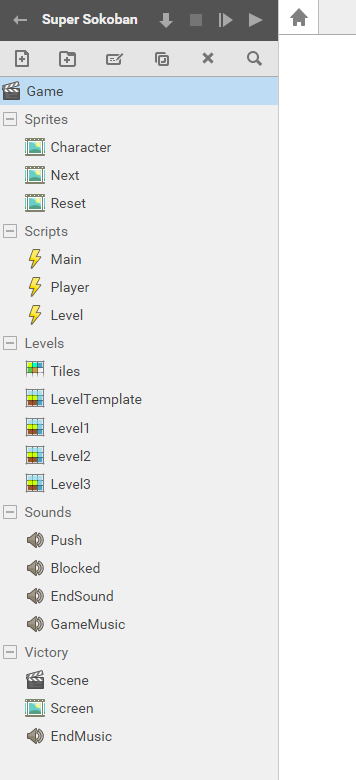 Super Sokoban
Game
Sprites
Character
Next
Reset
Scripts
Main
Player
Level
Levels
Tiles
LevelTemplate
Level1
Level2
Level3
Sounds
Push
Blocked
EndSound
GameMusic
Victory
Scene
Screen
EndMusic